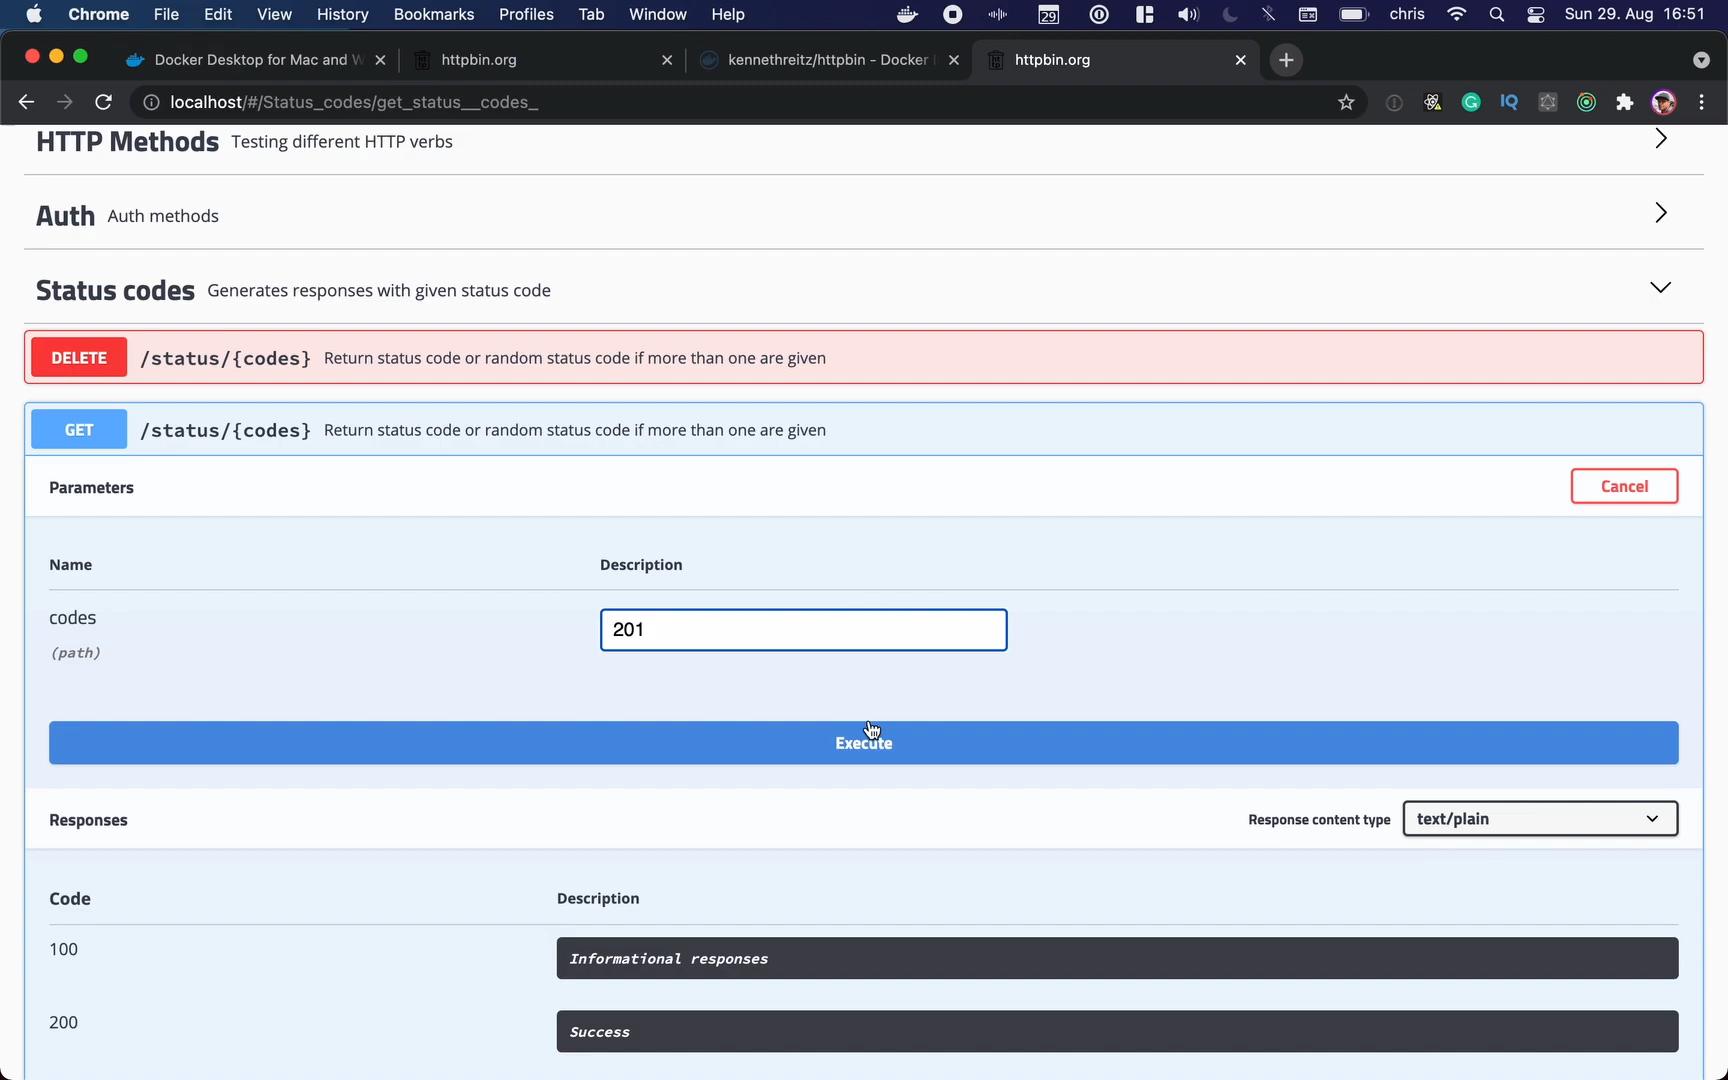 Chrome File Edit View History Bookmarks Profiles Tab Window Help 29 chris Sun 29. Aug 16:51
Docker Desktop for Mac and W httpbin.org kennethreitz/httpbin - Docker httpbin.org
localhost/#/Status_codes/get_status__codes_
HTTP Methods Testing different HTTP verbs
Auth Auth methods
Status codes Generates responses with given status code
DELETE /status/{codes} Return status code or random status code if more than one are given
GET /status/{codes} Return status code or random status code if more than one are given
Parameters Cancel
Name Description
codes 201
(path)
Execute
Responses Response content type text/plain
Code Description
100 Informational responses
200 Success